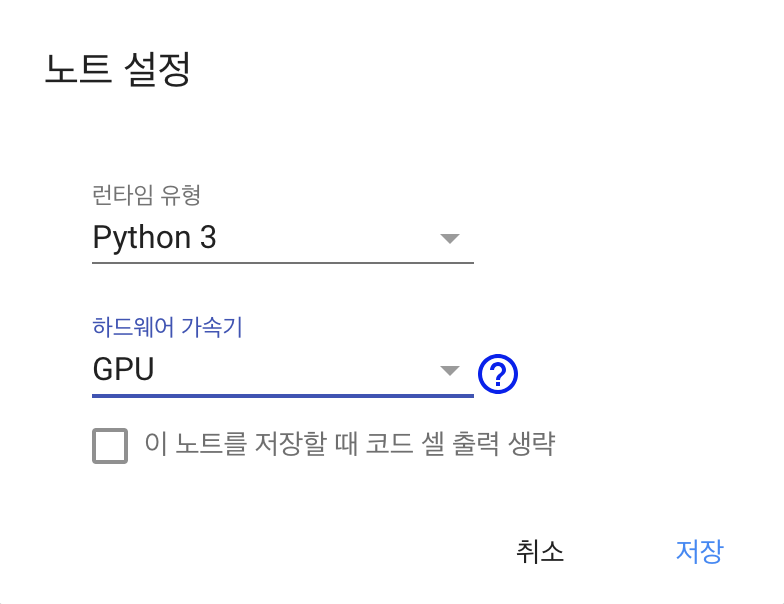 노트 설정
런타임 유형
Python 3
하드웨어 가속기
GPU
?
이 노트를 저장할 때 코드 셀 출력 생략
취소 저장